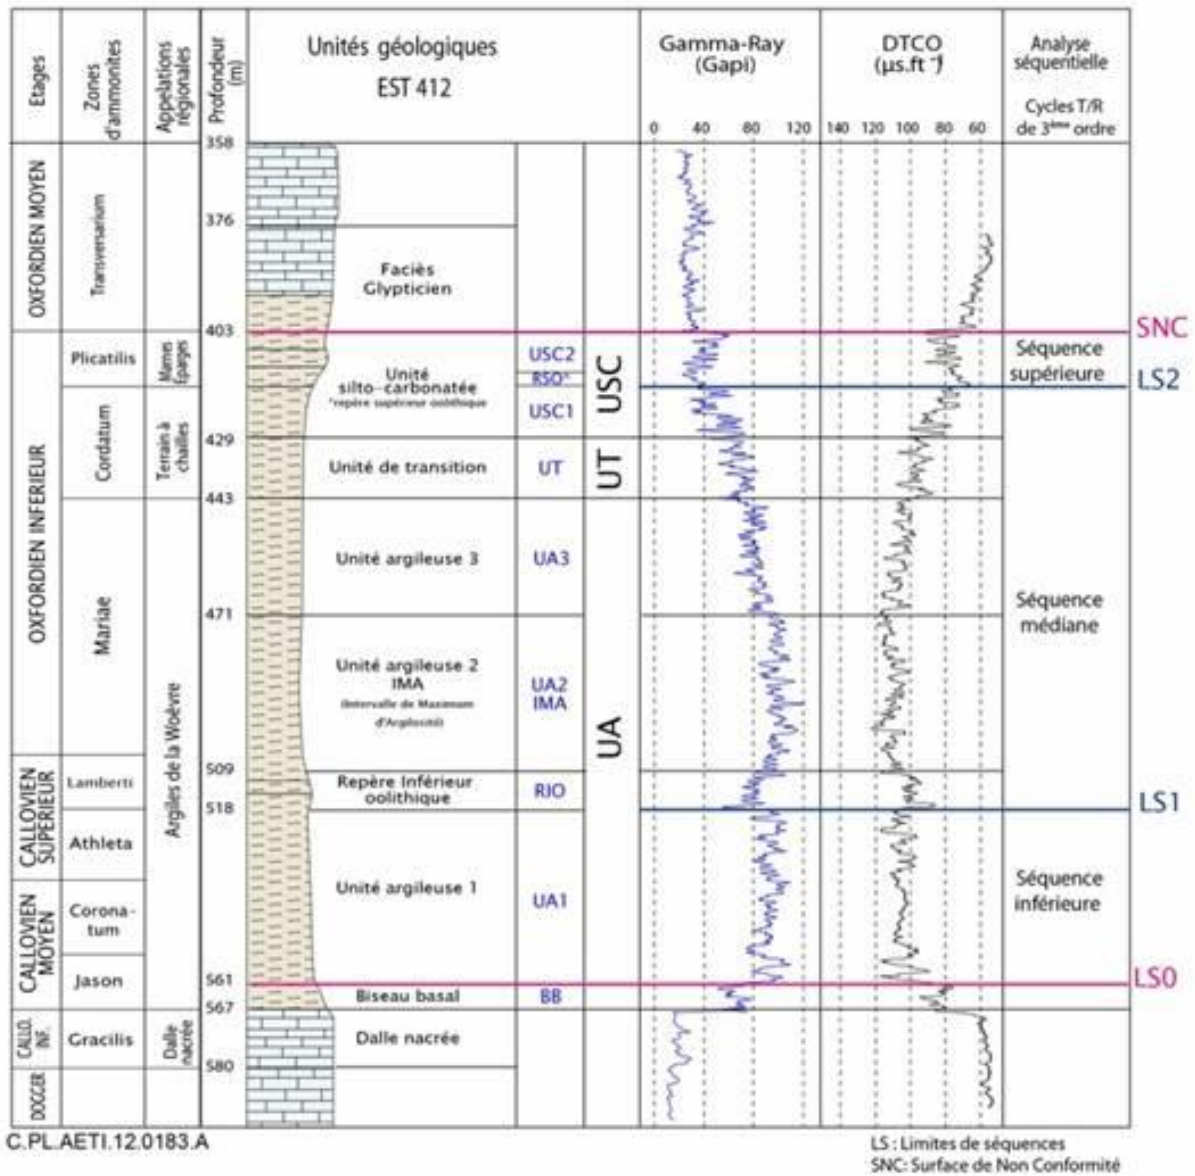 Etages
Zones
d'ammonites
Appelations
régionales
Profondeur
(m)
Unités géologiques
EST 412
Gamma-Ray
(Gapi)
0 40 80 120
DTCO
(µs.ft⁻¹)
140 120 100 80 60
Analyse
séquentielle
Cycles T/R
de 3ème ordre
358
376
403
429
443
471
509
518
561
567
580
OXFORDIEN MOYEN
OXFORDIEN INFERIEUR
CALLOVIEN
SUPERIEUR
CALLOVIEN
MOYEN
CALLO.
INF.
DOGGER
Transversarium
Plicatilis
Cordatum
Mariae
Lamberti
Athleta
Corona-
tum
Jason
Gracilis
Marnes
Eparges
Terrain à
chailles
Argiles de la Woëvre
Dalle
nacrée
Faciès
Glypticien
Unité
silto-carbonatée
*repère supérieur oolithique
Unité de transition
Unité argileuse 3
Unité argileuse 2
IMA
(Intervalle de Maximum
d'Argilosité)
Repère Inférieur
oolithique
Unité argileuse 1
Biseau basal
Dalle nacrée
USC2
RSO*
USC1
UT
UA3
UA2
IMA
RIO
UA1
BB
USC
UT
UA
Séquence
supérieure
Séquence
médiane
Séquence
inférieure
SNC
LS2
LS1
LS0
C.PL.AETI.12.0183.A
LS : Limites de séquences
SNC: Surface de Non Conformité